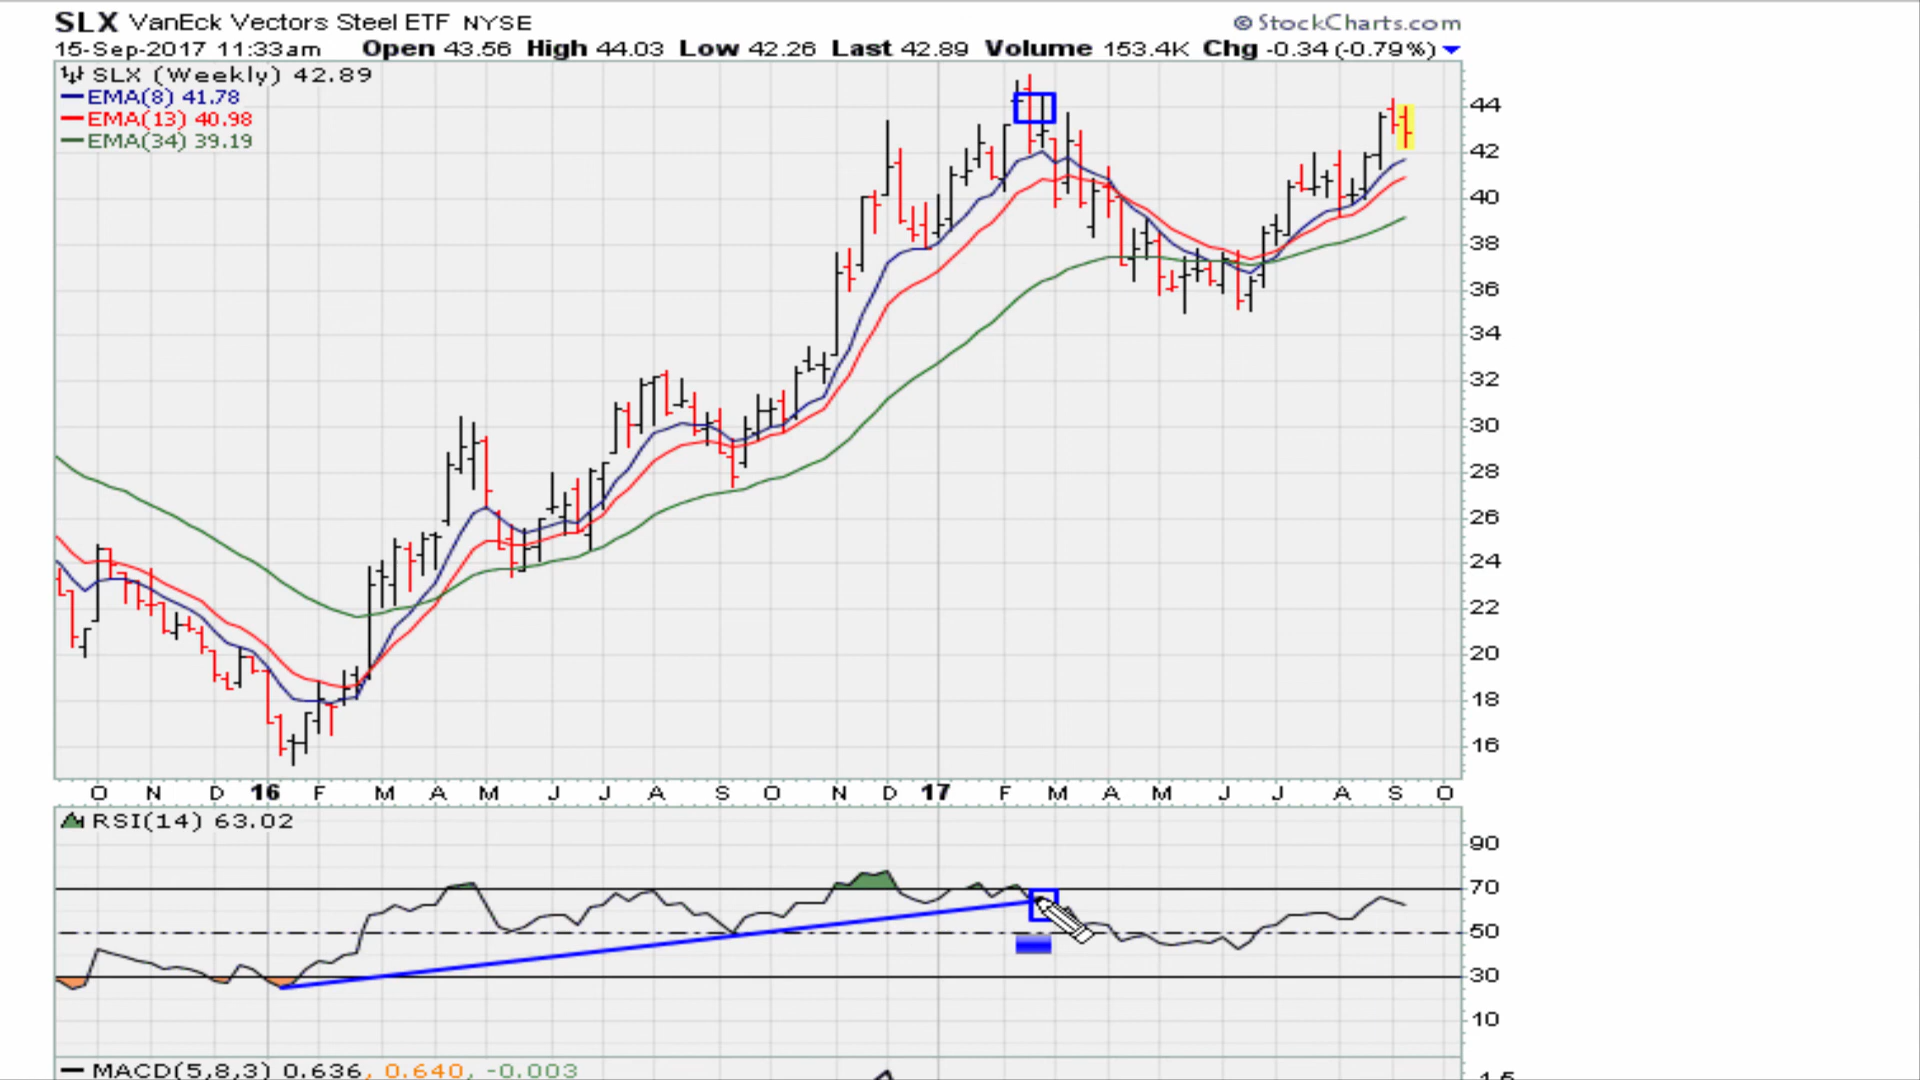 SLX VanEck Vectors Steel ETF NYSE © StockCharts.com
15-Sep-2017 11:33am Open 43.56 High 44.03 Low 42.26 Last 42.89 Volume 153.4K Chg -0.34 (-0.79%)
SLX (Weekly) 42.89
EMA(8) 41.78
EMA(13) 40.98
EMA(34) 39.19
44
42
40
38
36
34
32
30
28
26
24
22
20
18
16
O N D 16 F M A M J J A S O N D 17 F M A M J J A S O
RSI(14) 63.02
90
70
50
30
10
MACD(5,8,3) 0.636, 0.640, -0.003
1.5